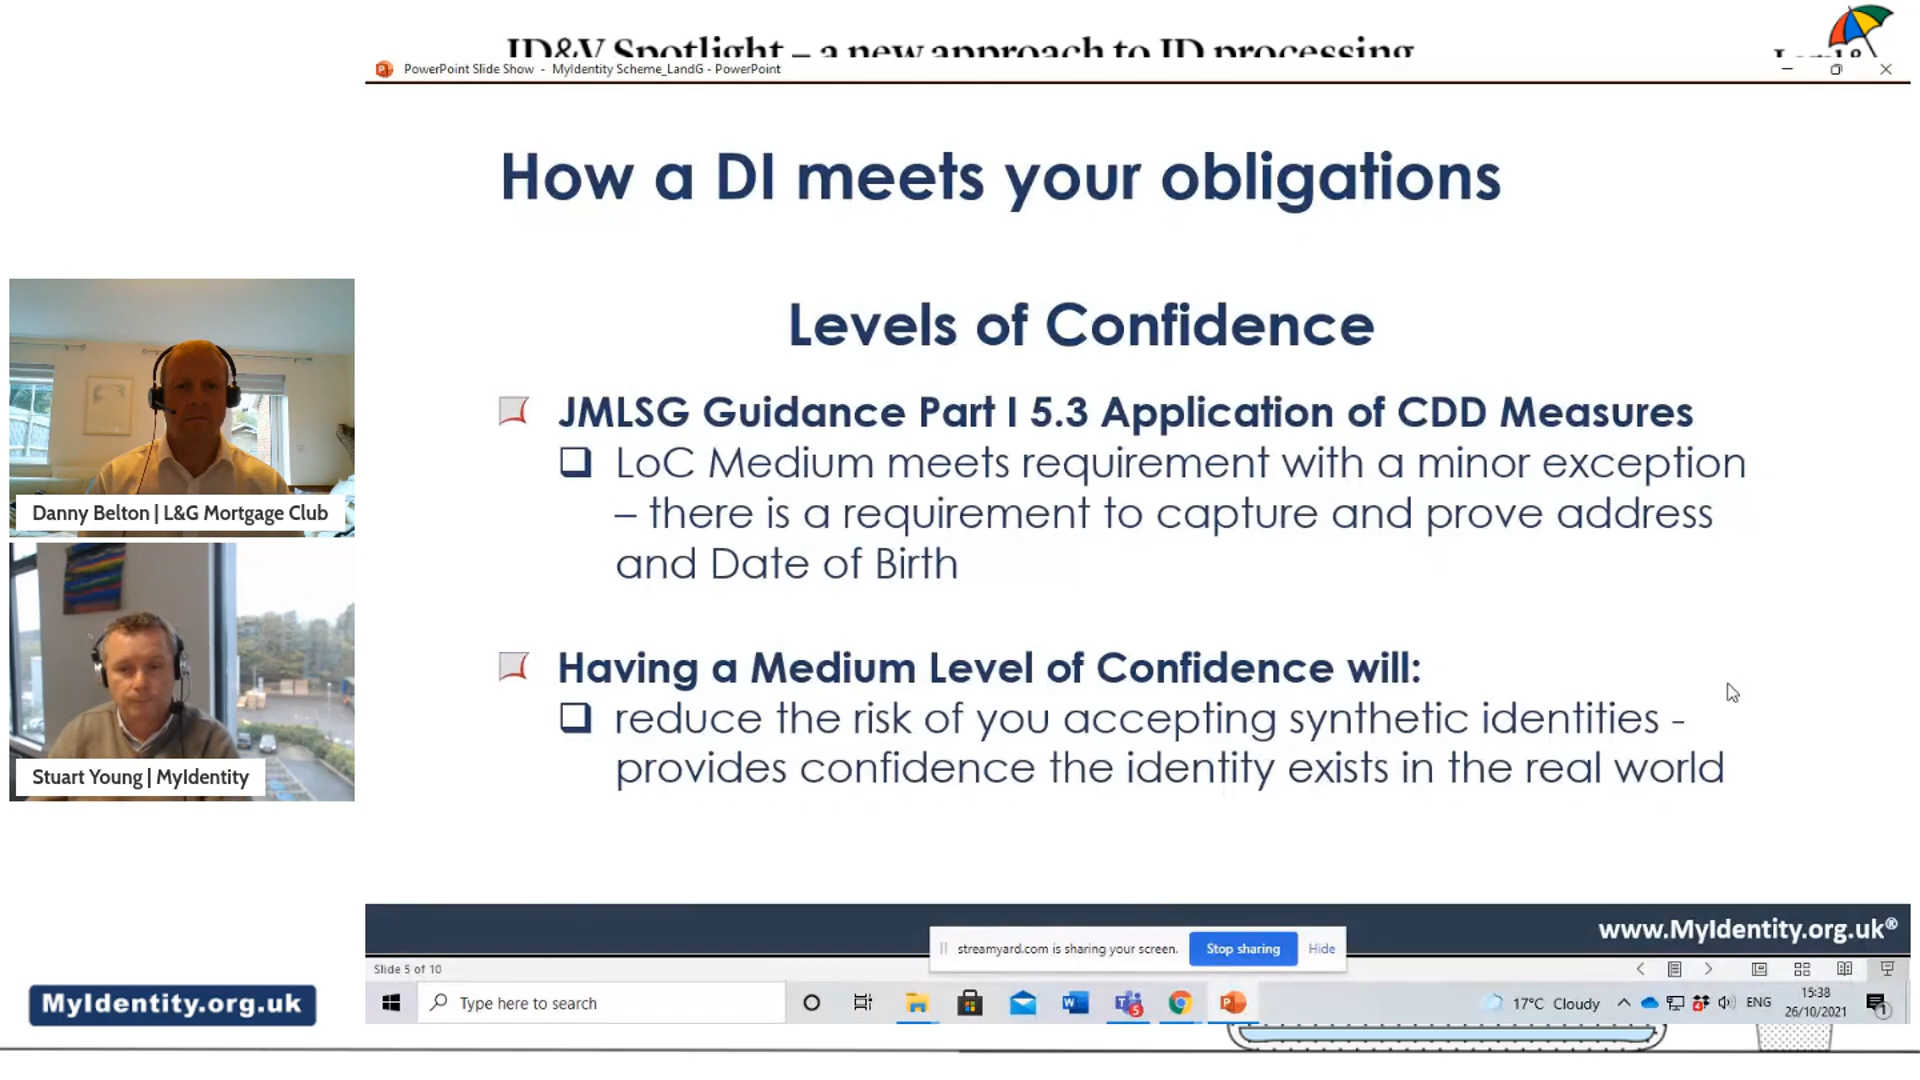 ID&V Spotlight – a new approach to ID processing
PowerPoint Slide Show - MyIdentity Scheme_LandG - PowerPoint
How a DI meets your obligations
Levels of Confidence
JMLSG Guidance Part I 5.3 Application of CDD Measures
LoC Medium meets requirement with a minor exception
– there is a requirement to capture and prove address
and Date of Birth
Having a Medium Level of Confidence will:
reduce the risk of you accepting synthetic identities -
provides confidence the identity exists in the real world
Danny Belton | L&G Mortgage Club
Stuart Young | MyIdentity
www.MyIdentity.org.uk®
streamyard.com is sharing your screen.
Stop sharing
Hide
Slide 5 of 10
MyIdentity.org.uk
Type here to search
5
17°C Cloudy
ENG
15:38
26/10/2021
1